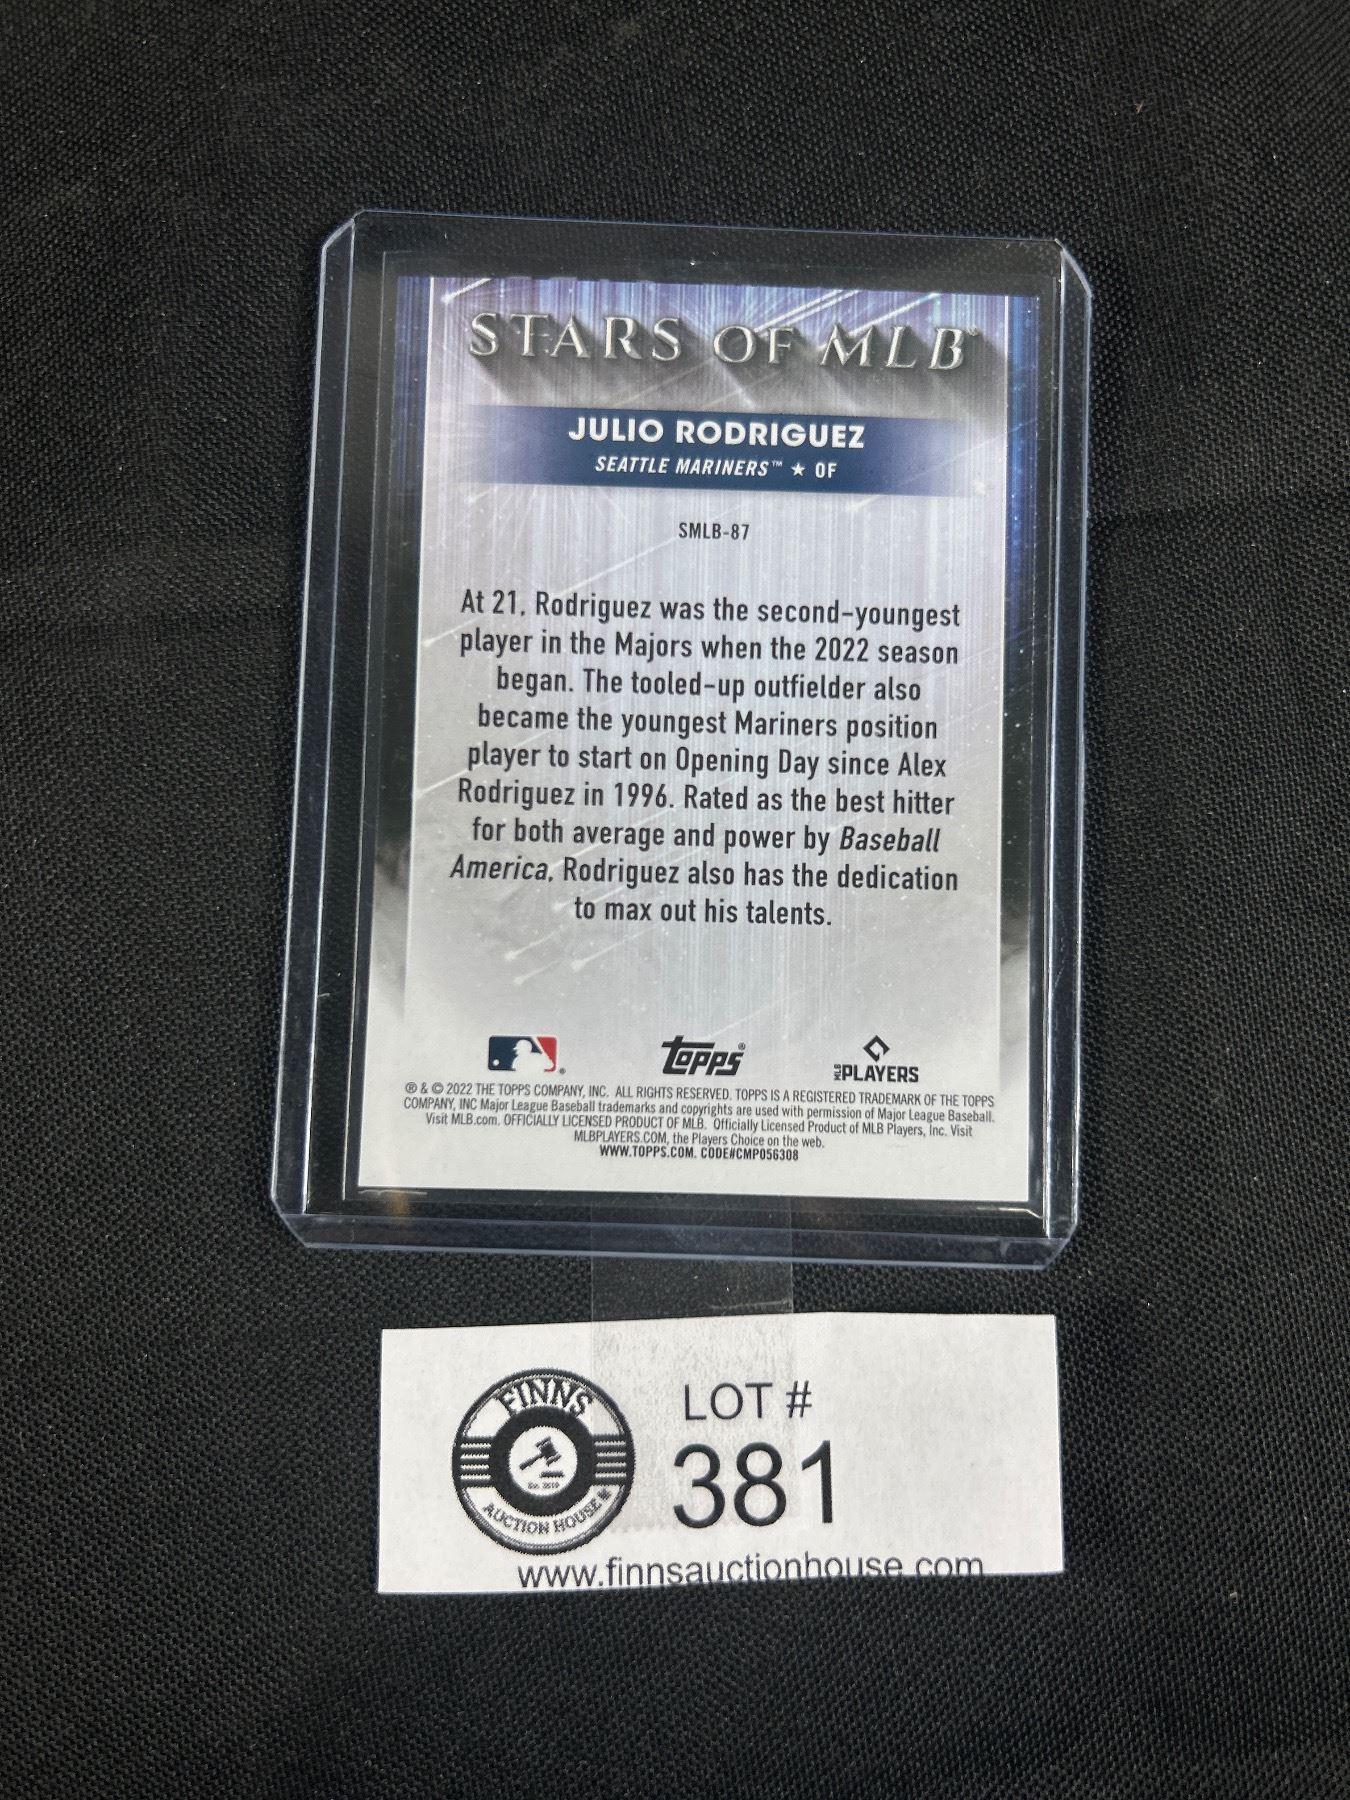 STARS OF MLB®
JULIO RODRIGUEZ
SEATTLE MARINERS™ ★ OF
SMLB-87
At 21, Rodriguez was the second-youngest
player in the Majors when the 2022 season
began. The tooled-up outfielder also
became the youngest Mariners position
player to start on Opening Day since Alex
Rodriguez in 1996. Rated as the best hitter
for both average and power by Baseball
America, Rodriguez also has the dedication
to max out his talents.
Topps®
MLB PLAYERS
® & © 2022 THE TOPPS COMPANY, INC. ALL RIGHTS RESERVED. TOPPS IS A REGISTERED TRADEMARK OF THE TOPPS
COMPANY, INC Major League Baseball trademarks and copyrights are used with permission of Major League Baseball.
Visit MLB.com. OFFICIALLY LICENSED PRODUCT OF MLB. Officially Licensed Product of MLB Players, Inc. Visit
MLBPLAYERS.COM, the Players Choice on the web.
WWW.TOPPS.COM. CODE#CMP056308
FINNS
Est. 2019
AUCTION HOUSE
LOT #
381
www.finnsauctionhouse.com